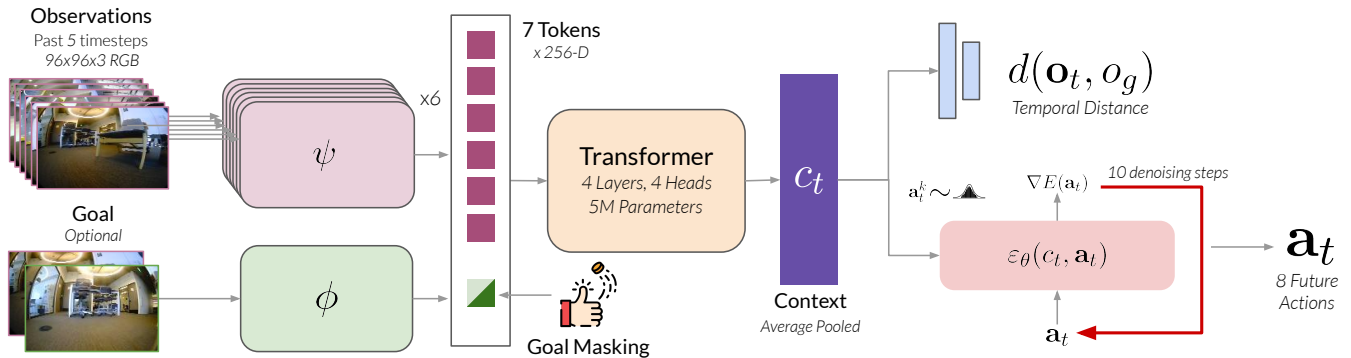 Observations
Past 5 timesteps
96x96x3 RGB
ψ
x6
7 Tokens
x 256-D
Goal
Optional
ϕ
Goal Masking
Transformer
4 Layers, 4 Heads
5M Parameters
c_t
Context
Average Pooled
d(𝐨_t, o_g)
Temporal Distance
𝐚_t^k ∼
∇E(𝐚_t)
10 denoising steps
ε_θ(c_t, 𝐚_t)
𝐚_t
𝐚_t
8 Future
Actions